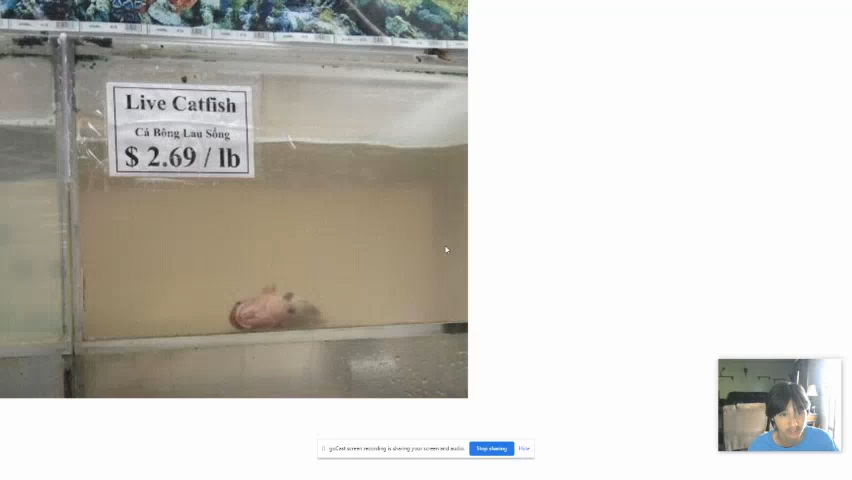 Live Catfish
Cá Bông Lau Sống
$ 2.69 / lb
goCast screen recording is sharing your screen and audio.
Stop sharing
Hide